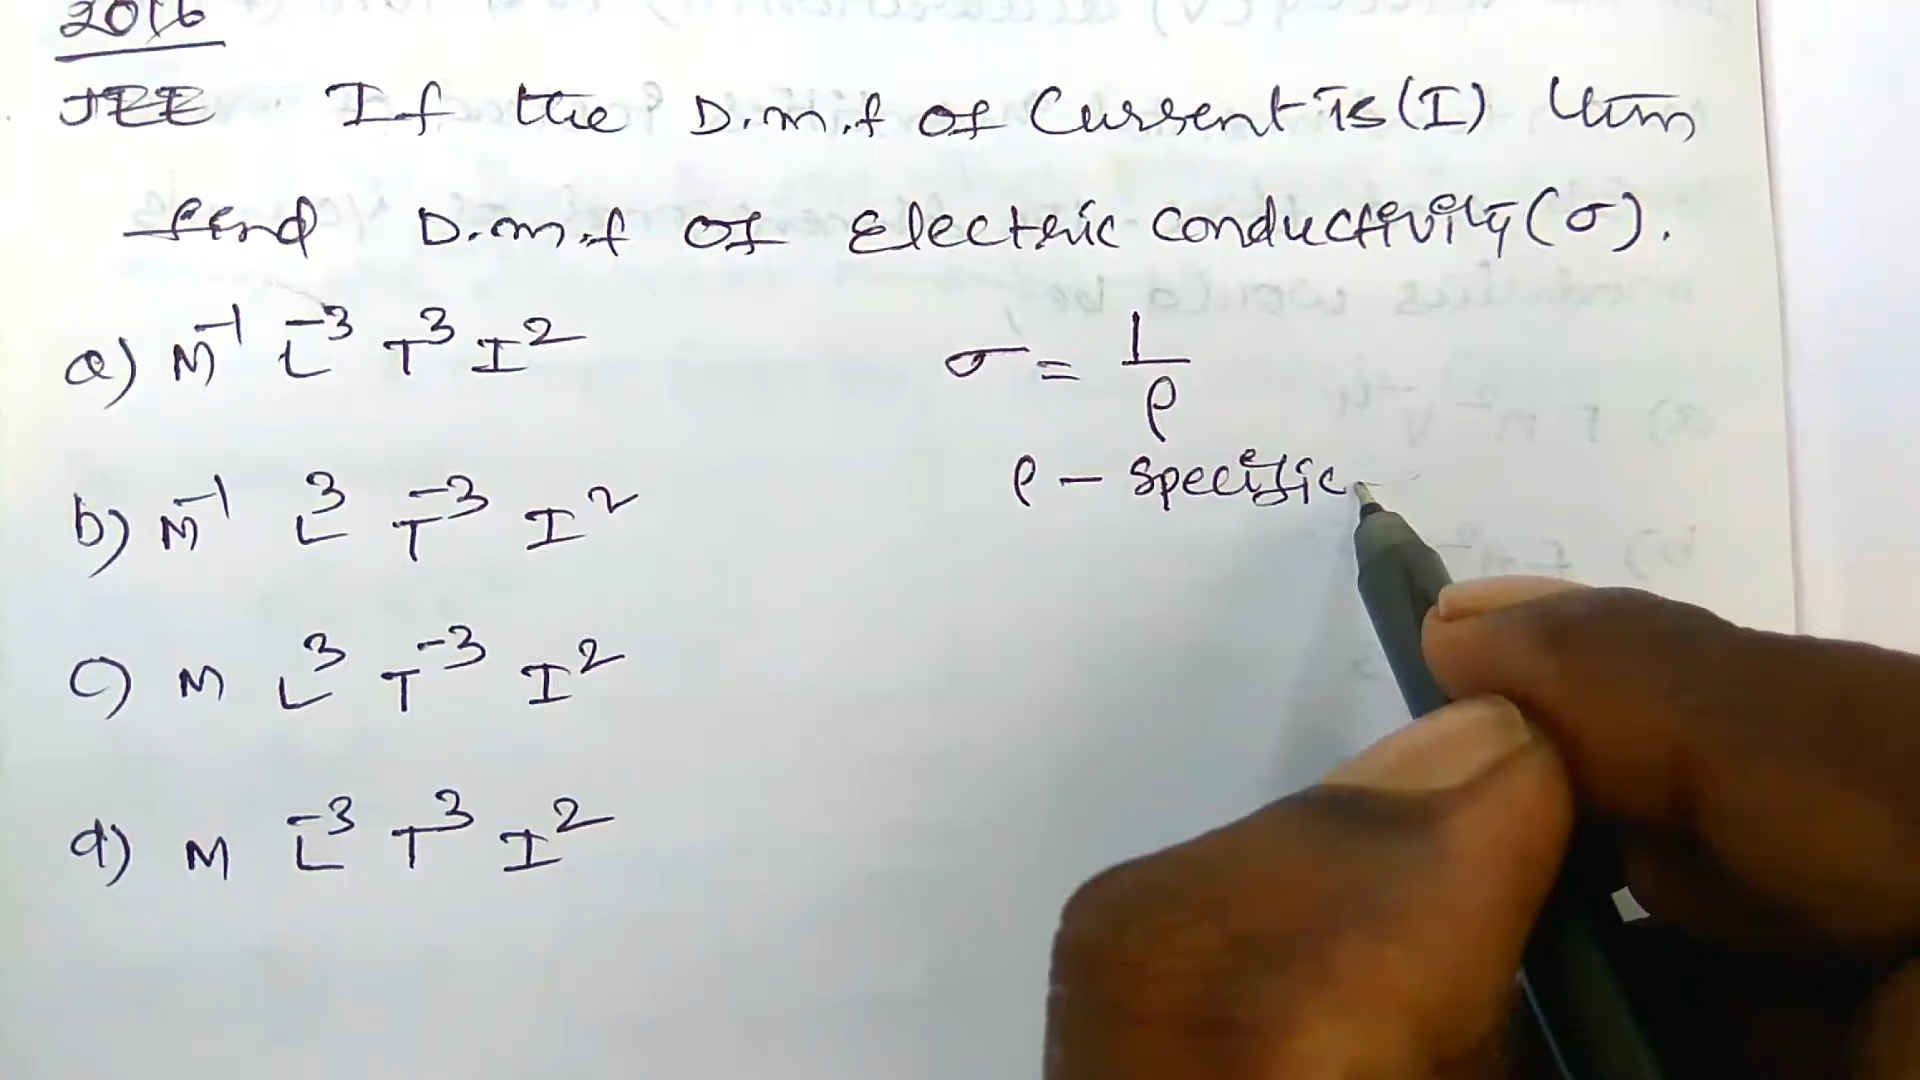 2016
JEE If the D.m.f of Current is (I) then
find D.m.f of Electric conductivity (σ).
a) M⁻¹ L⁻³ T³ I²
σ = 1/ρ
ρ - Specific
b) M⁻¹ L³ T⁻³ I²
c) M L³ T⁻³ I²
d) M L⁻³ T³ I²